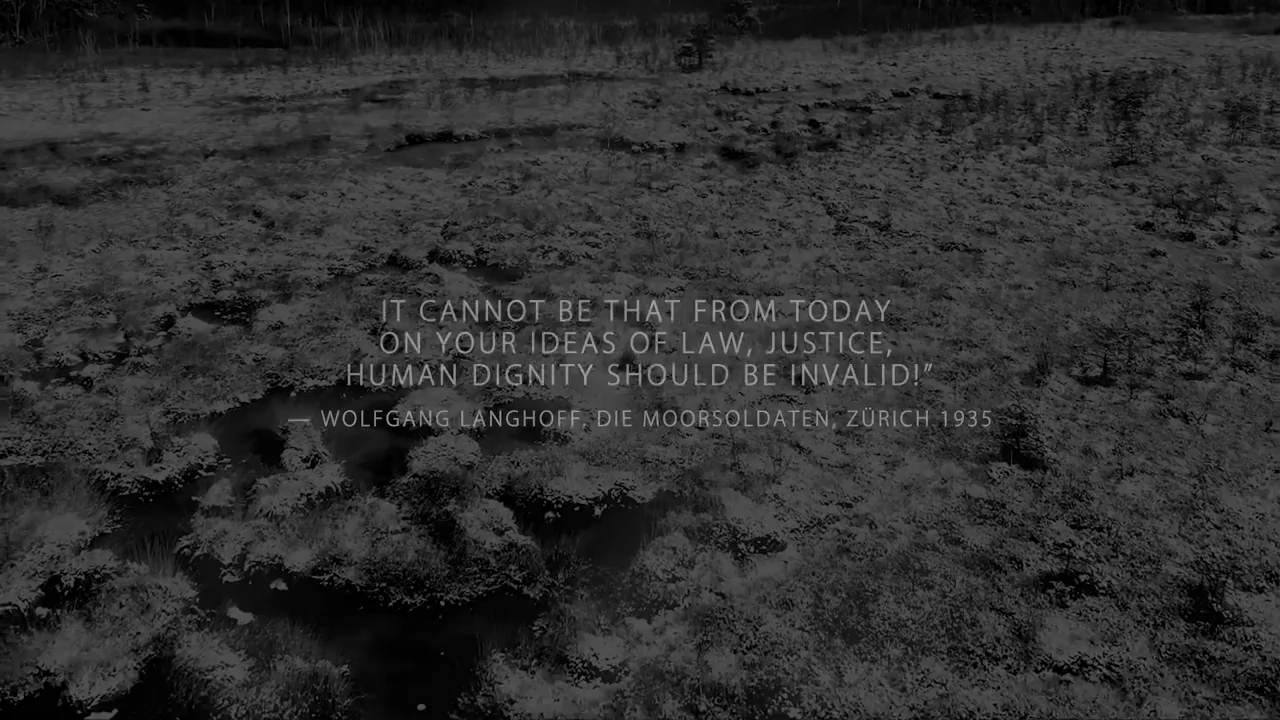 IT CANNOT BE THAT FROM TODAY
ON YOUR IDEAS OF LAW, JUSTICE,
HUMAN DIGNITY SHOULD BE INVALID!”
— WOLFGANG LANGHOFF, DIE MOORSOLDATEN, ZÜRICH 1935